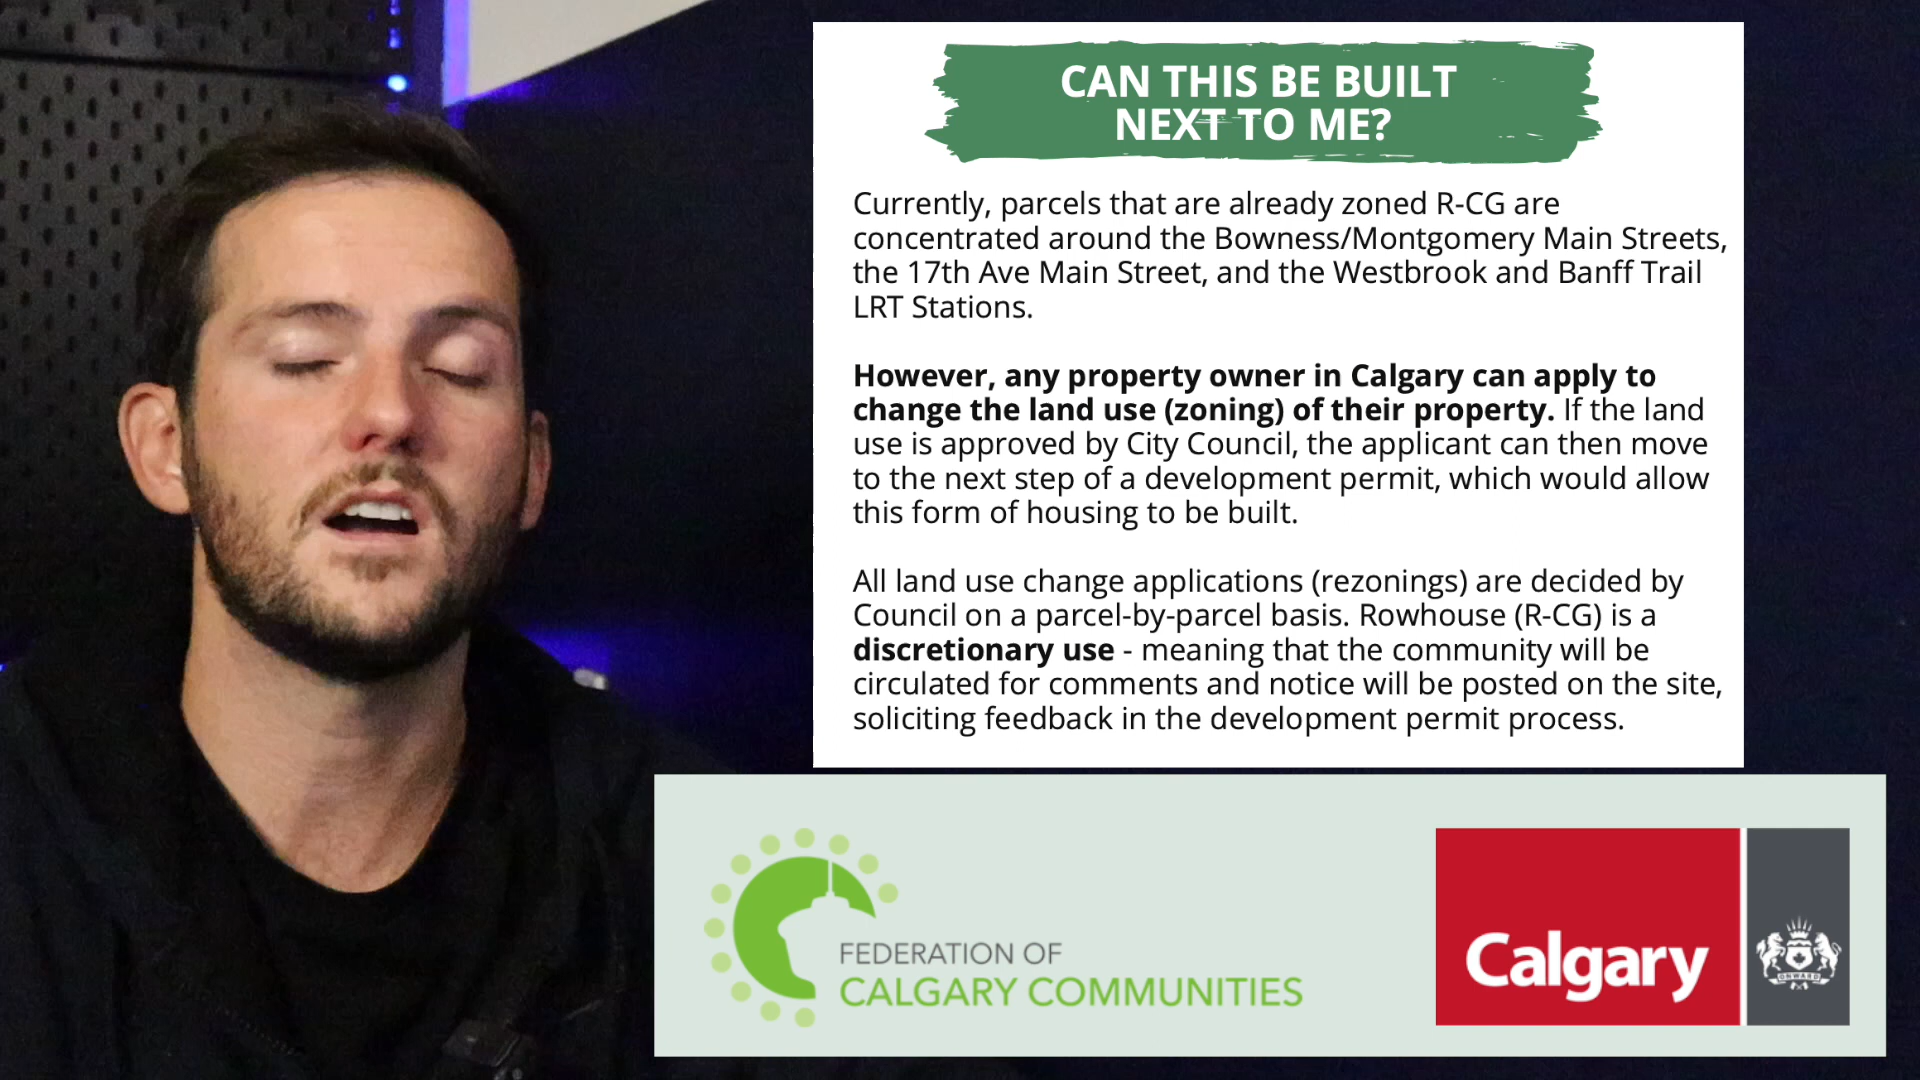 CAN THIS BE BUILT
NEXT TO ME?
Currently, parcels that are already zoned R-CG are
concentrated around the Bowness/Montgomery Main Streets,
the 17th Ave Main Street, and the Westbrook and Banff Trail
LRT Stations.
However, any property owner in Calgary can apply to
change the land use (zoning) of their property. If the land
use is approved by City Council, the applicant can then move
to the next step of a development permit, which would allow
this form of housing to be built.
All land use change applications (rezonings) are decided by
Council on a parcel-by-parcel basis. Rowhouse (R-CG) is a
discretionary use - meaning that the community will be
circulated for comments and notice will be posted on the site,
soliciting feedback in the development permit process.
FEDERATION OF
CALGARY COMMUNITIES
Calgary
ONWARD